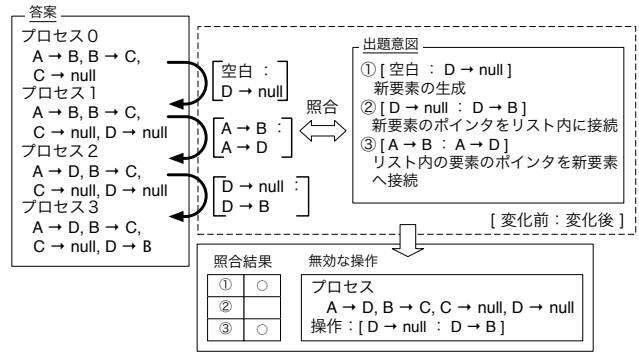 答案
プロセス0
A → B, B → C,
C → null
プロセス1
A → B, B → C,
C → null, D → null
プロセス2
A → D, B → C,
C → null, D → null
プロセス3
A → D, B → C,
C → null, D → B
空白 :
D → null
A → B :
A → D
D → null :
D → B
照合
出題意図
① [ 空白 : D → null ]
新要素の生成
② [ D → null : D → B ]
新要素のポインタをリスト内に接続
③ [ A → B : A → D ]
リスト内の要素のポインタを新要素
へ接続
[ 変化前 : 変化後 ]
照合結果
① ○
②
③ ○
無効な操作
プロセス
A → D, B → C, C → null, D → null
操作 : [ D → null : D → B ]